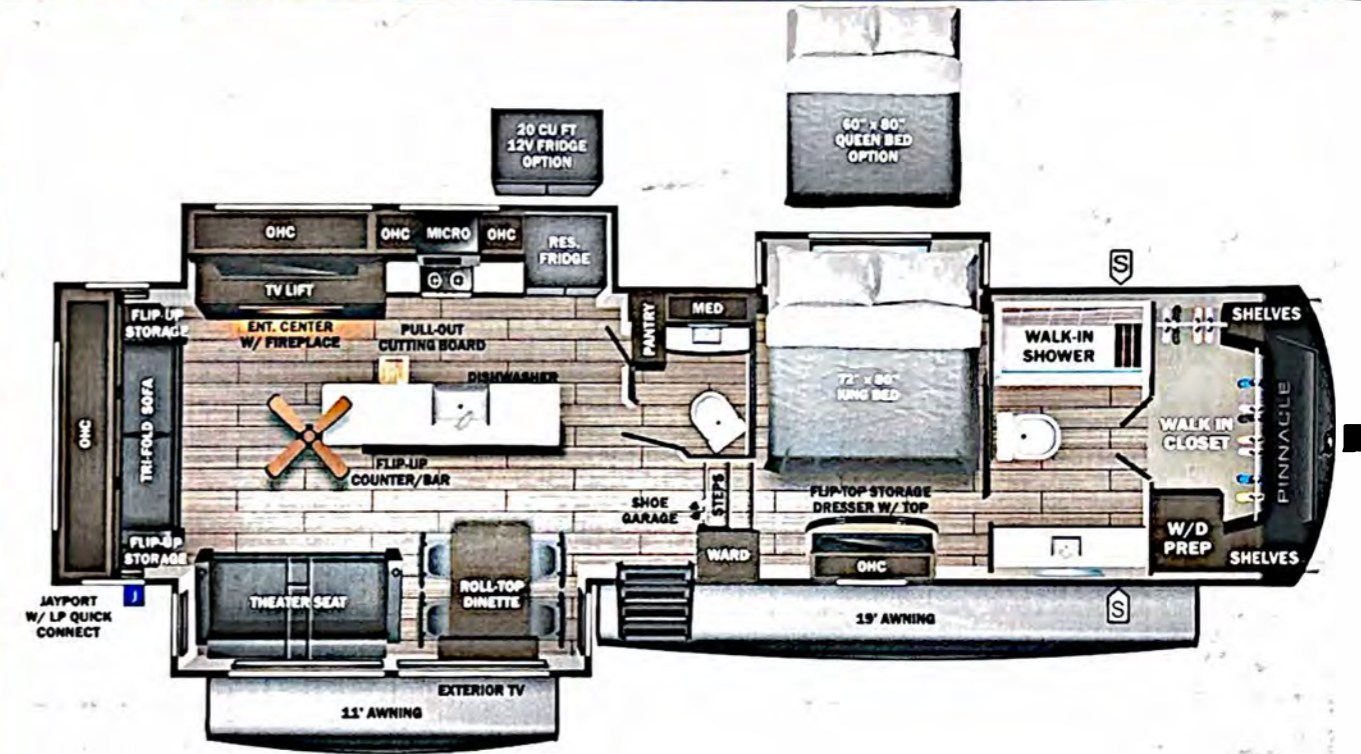 20 CU FT
12V FRIDGE
OPTION
60" x 80"
QUEEN BED
OPTION
OHC
OHC
MICRO
OHC
RES.
FRIDGE
TV LIFT
FLIP-UP
STORAGE
ENT. CENTER
W/ FIREPLACE
PULL-OUT
CUTTING BOARD
PANTRY
MED
S
SHELVES
WALK-IN
SHOWER
DISHWASHER
72" x 80"
KING BED
OHC
TRI-FOLD SOFA
WALK IN
CLOSET
PINNACLE
FLIP-UP
COUNTER/BAR
SHOE
GARAGE
STEPS
FLIP-TOP STORAGE
DRESSER W/ TOP
FLIP-UP
STORAGE
WARD
OHC
W/D
PREP
SHELVES
JAYPORT
W/ LP QUICK
CONNECT
J
THEATER SEAT
ROLL-TOP
DINETTE
19' AWNING
S
EXTERIOR TV
11' AWNING